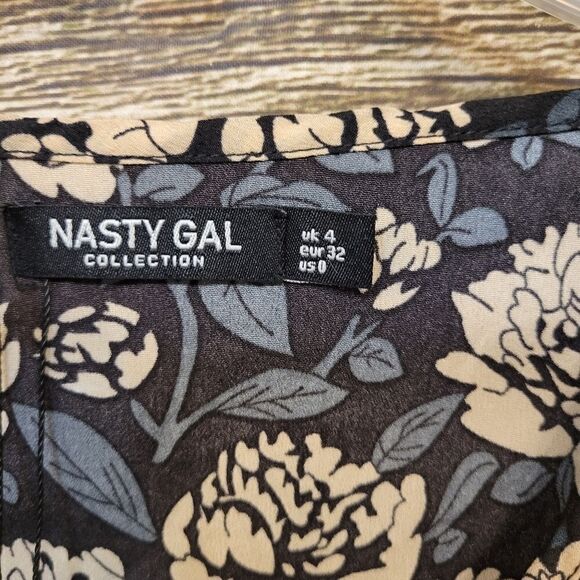 NASTY GAL
COLLECTION
uk 4
eur 32
us 0